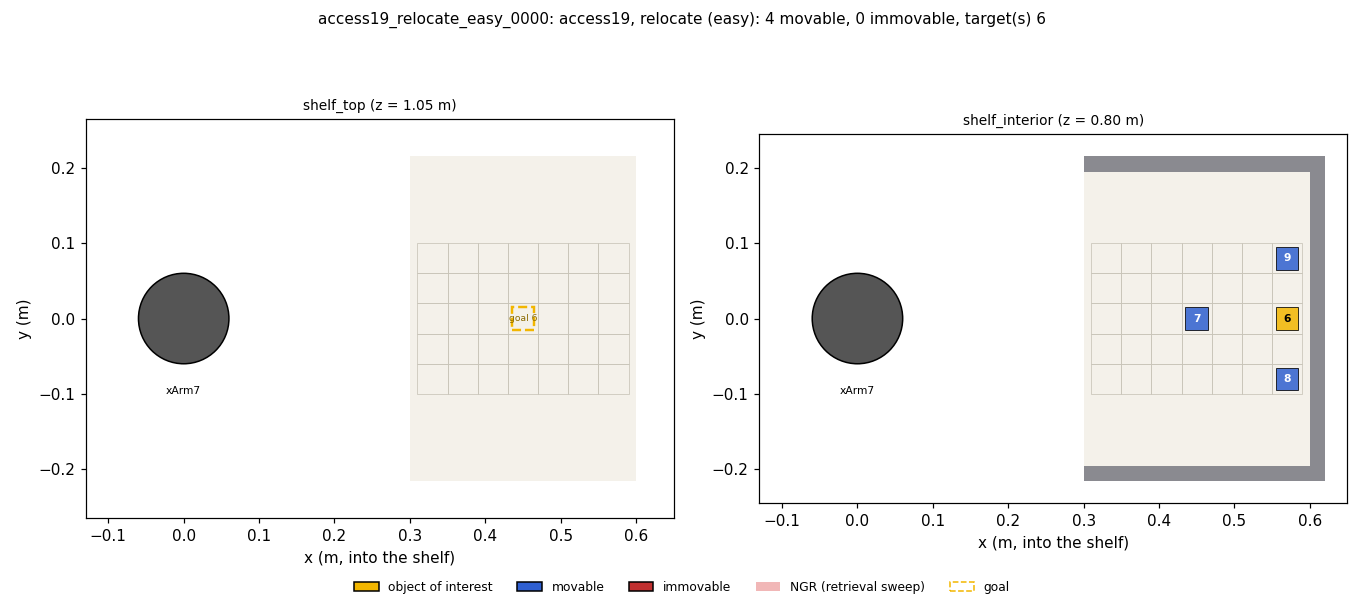 access19_relocate_easy_0000: access19, relocate (easy): 4 movable, 0 immovable, target(s) 6
shelf_top (z = 1.05 m)
0.2
0.1
0.0
−0.1
−0.2
y (m)
goal 6
xArm7
−0.1 0.0 0.1 0.2 0.3 0.4 0.5 0.6
x (m, into the shelf)
shelf_interior (z = 0.80 m)
0.2
0.1
0.0
−0.1
−0.2
y (m)
9
7 6
8
xArm7
−0.1 0.0 0.1 0.2 0.3 0.4 0.5 0.6
x (m, into the shelf)
object of interest movable immovable NGR (retrieval sweep) goal